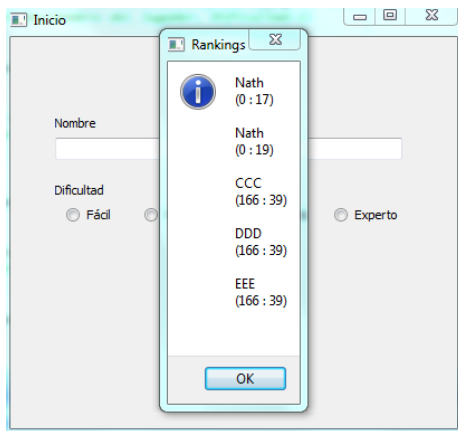 Inicio
Rankings
Nath
(0 : 17)
Nath
(0 : 19)
CCC
(166 : 39)
DDD
(166 : 39)
EEE
(166 : 39)
OK
Nombre
Dificultad
Fácil
Experto